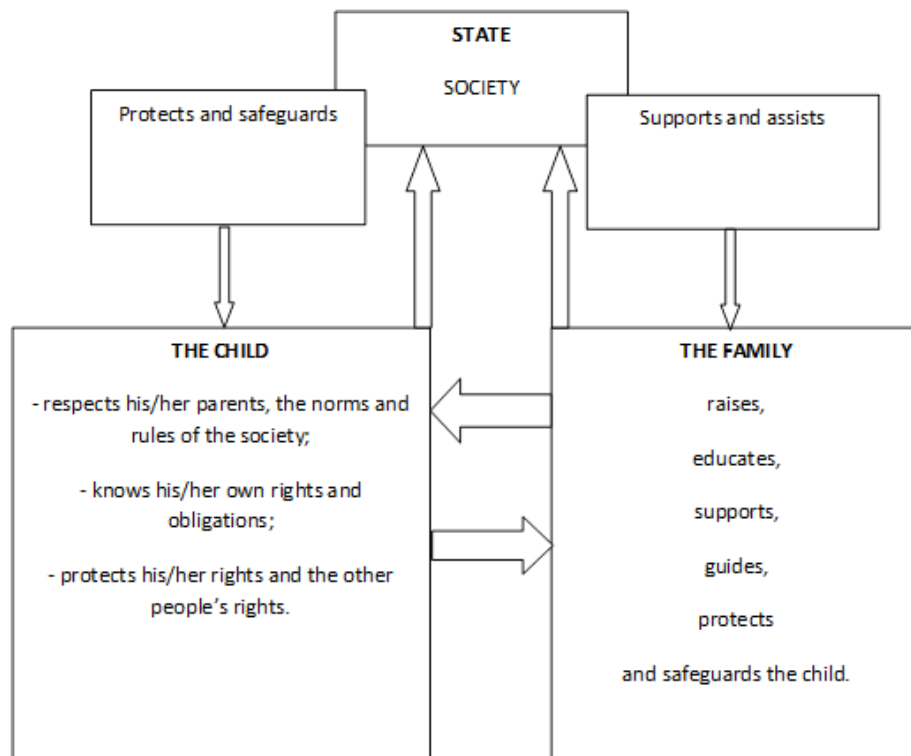 STATE
SOCIETY
Protects and safeguards
Supports and assists
THE CHILD
- respects his/her parents, the norms and
rules of the society;
- knows his/her own rights and
obligations;
- protects his/her rights and the other
people’s rights.
THE FAMILY
raises,
educates,
supports,
guides,
protects
and safeguards the child.